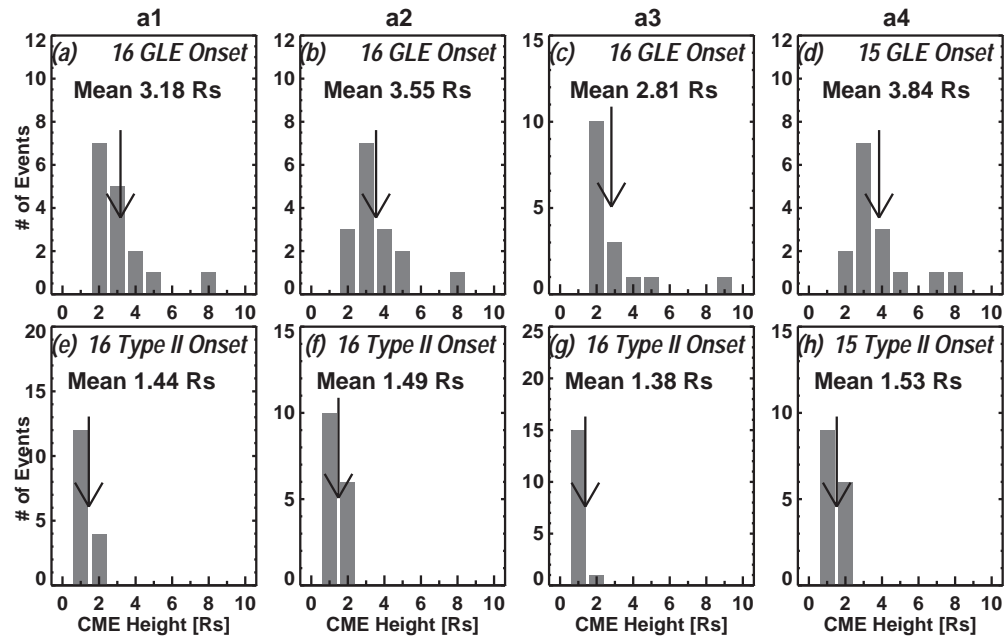 a1 a2 a3 a4
(a) 16 GLE Onset
Mean 3.18 Rs
(b) 16 GLE Onset
Mean 3.55 Rs
(c) 16 GLE Onset
Mean 2.81 Rs
(d) 15 GLE Onset
Mean 3.84 Rs
# of Events
12
10
8
6
4
2
0
12
10
8
6
4
2
0
15
10
5
0
12
10
8
6
4
2
0
0 2 4 6 8 10
0 2 4 6 8 10
0 2 4 6 8 10
0 2 4 6 8 10
(e) 16 Type II Onset
Mean 1.44 Rs
(f) 16 Type II Onset
Mean 1.49 Rs
(g) 16 Type II Onset
Mean 1.38 Rs
(h) 15 Type II Onset
Mean 1.53 Rs
# of Events
20
15
10
5
0
15
10
5
0
25
20
15
10
5
0
15
10
5
0
0 2 4 6 8 10
0 2 4 6 8 10
0 2 4 6 8 10
0 2 4 6 8 10
CME Height [Rs]
CME Height [Rs]
CME Height [Rs]
CME Height [Rs]